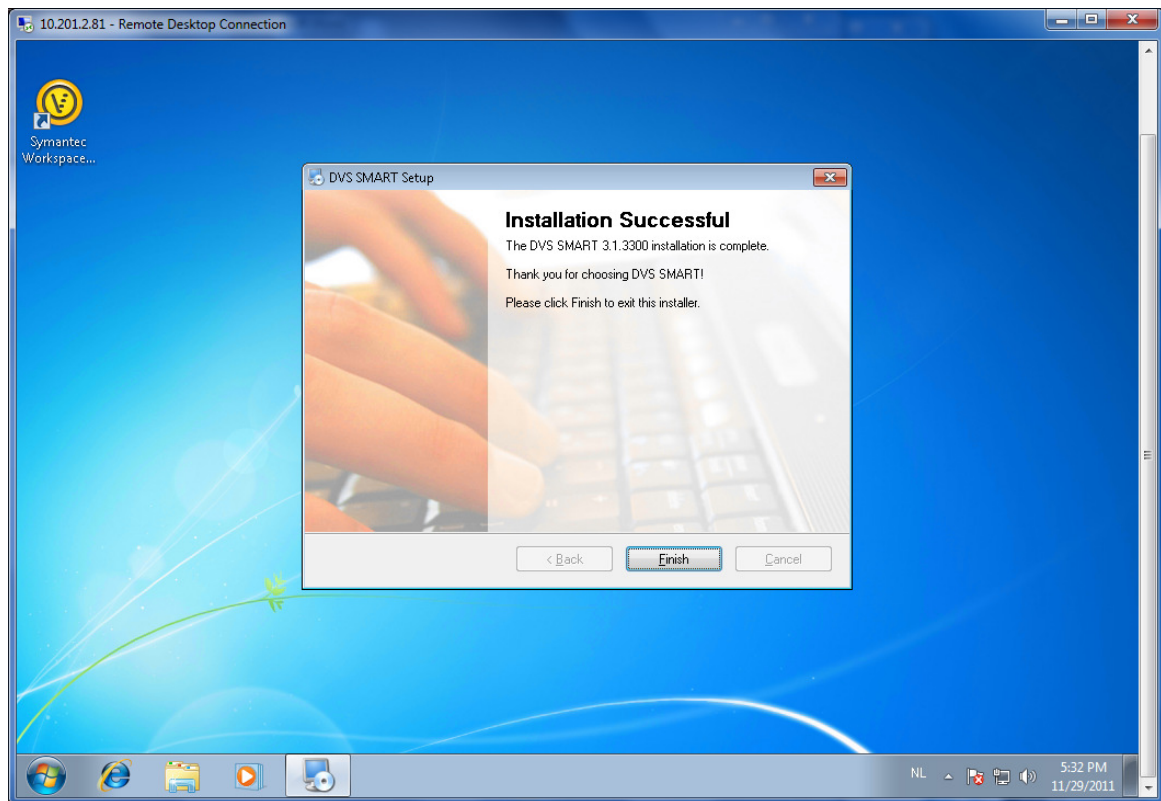 10.201.2.81 - Remote Desktop Connection
Symantec
Workspace...
DVS SMART Setup
Installation Successful
The DVS SMART 3.1.3300 installation is complete.
Thank you for choosing DVS SMART!
Please click Finish to exit this installer.
< Back
Finish
Cancel
NL
5:32 PM
11/29/2011